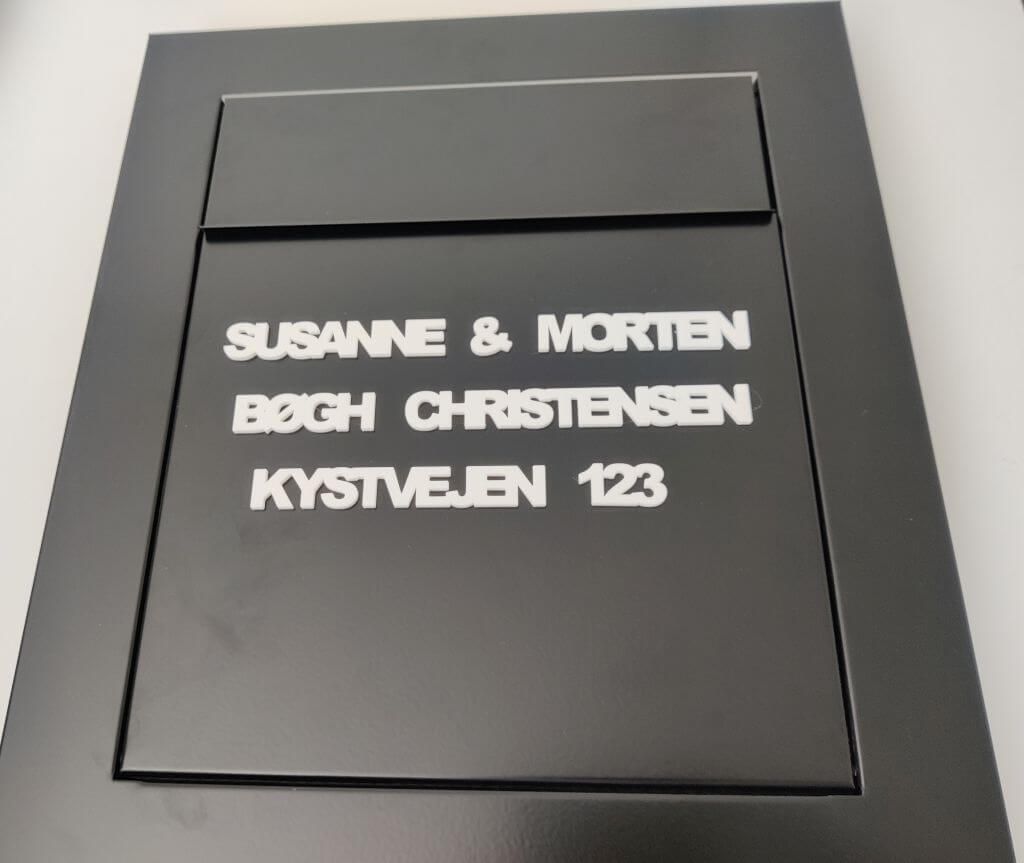 SUSANNE & MORTEN
BØGH CHRISTENSEN
KYSTVEJEN 123